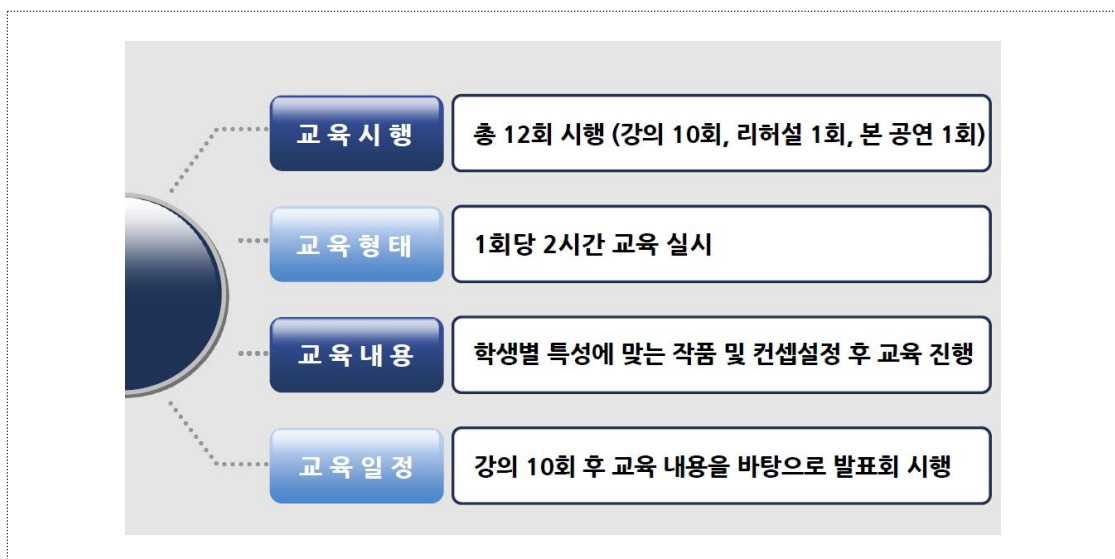 교육시행
총 12회 시행 (강의 10회, 리허설 1회, 본 공연 1회)
교육형태
1회당 2시간 교육 실시
교육내용
학생별 특성에 맞는 작품 및 컨셉설정 후 교육 진행
교육일정
강의 10회 후 교육 내용을 바탕으로 발표회 시행